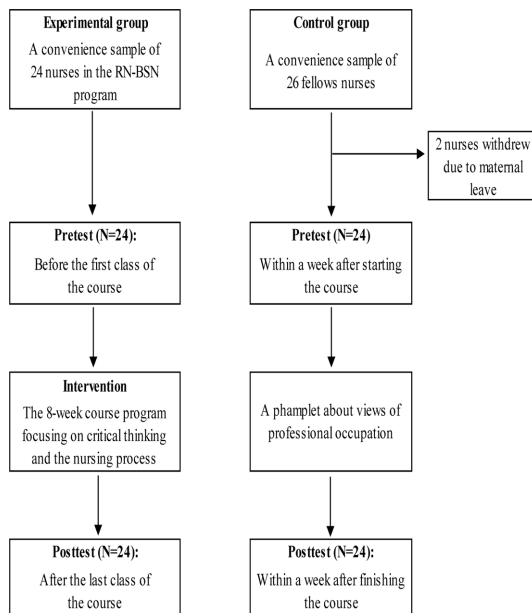 Experimental group
A convenience sample of
24 nurses in the RN-BSN
program
Control group
A convenience sample of
26 fellows nurses
2 nurses withdrew
due to maternal
leave
Pretest (N=24):
Before the first class of
the course
Pretest (N=24)
Within a week after starting
the course
Intervention
The 8-week course program
focusing on critical thinking
and the nursing process
A phamplet about views of
professional occupation
Posttest (N=24):
After the last class of
the course
Posttest (N=24):
Within a week after finishing
the course